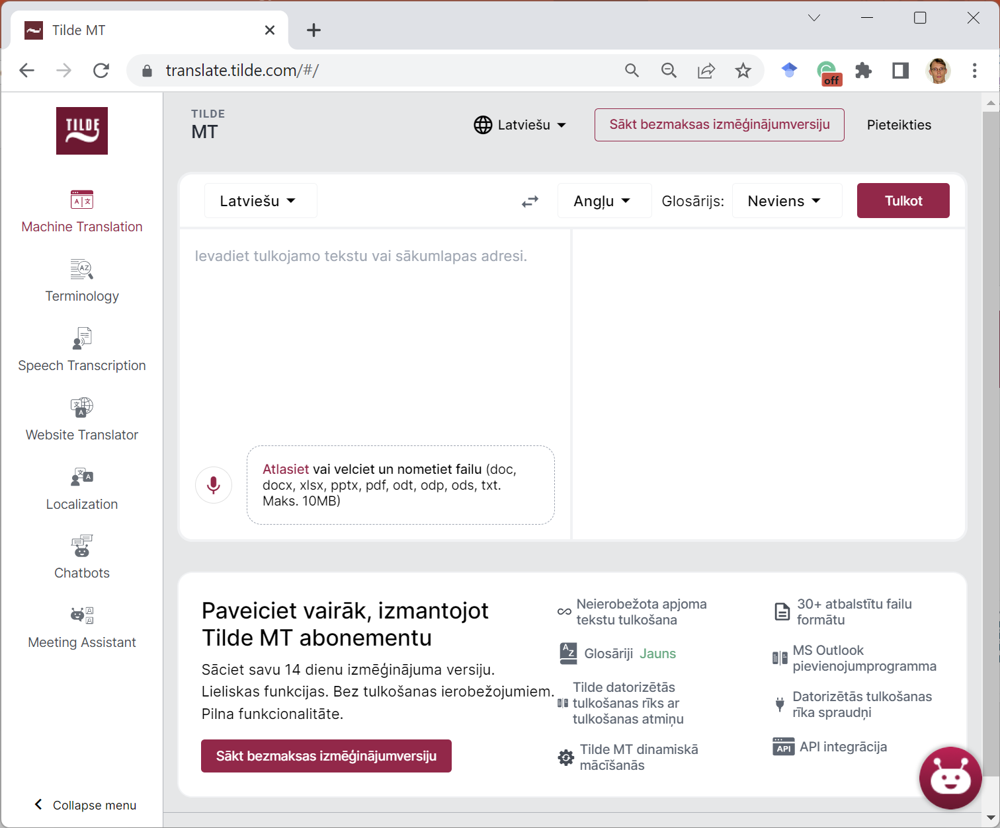 Tilde MT
translate.tilde.com/#/
off
TILDE
Machine Translation
Terminology
Speech Transcription
Website Translator
Localization
Chatbots
Meeting Assistant
Collapse menu
TILDE
MT
Latviešu
Sākt bezmaksas izmēģinājumversiju
Pieteikties
Latviešu
Angļu
Glosārijs:
Neviens
Tulkot
Ievadiet tulkojamo tekstu vai sākumlapas adresi.
Atlasiet vai velciet un nometiet failu (doc,
docx, xlsx, pptx, pdf, odt, odp, ods, txt.
Maks. 10MB)
Paveiciet vairāk, izmantojot
Tilde MT abonementu
Sāciet savu 14 dienu izmēģinājuma versiju.
Lieliskas funkcijas. Bez tulkošanas ierobežojumiem.
Pilna funkcionalitāte.
Sākt bezmaksas izmēģinājumversiju
Neierobežota apjoma
tekstu tulkošana
Glosāriji Jauns
Tilde datorizētās
tulkošanas rīks ar
tulkošanas atmiņu
Tilde MT dinamiskā
mācīšanās
30+ atbalstītu failu
formātu
MS Outlook
pievienojumprogramma
Datorizētās tulkošanas
rīka spraudņi
API
API integrācija